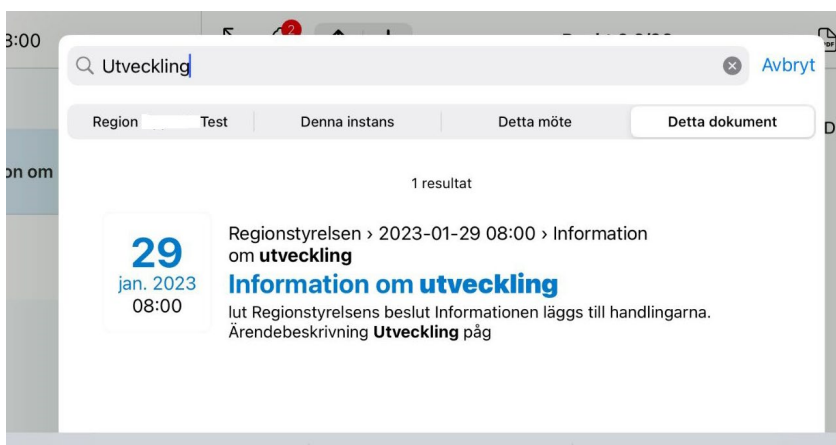 3:00
2
Utveckling
Avbryt
Region Test
Denna instans
Detta möte
Detta dokument
on om
1 resultat
29
jan. 2023
08:00
Regionstyrelsen › 2023-01-29 08:00 › Information
om utveckling
Information om utveckling
lut Regionstyrelsens beslut Informationen läggs till handlingarna.
Ärendebeskrivning Utveckling påg